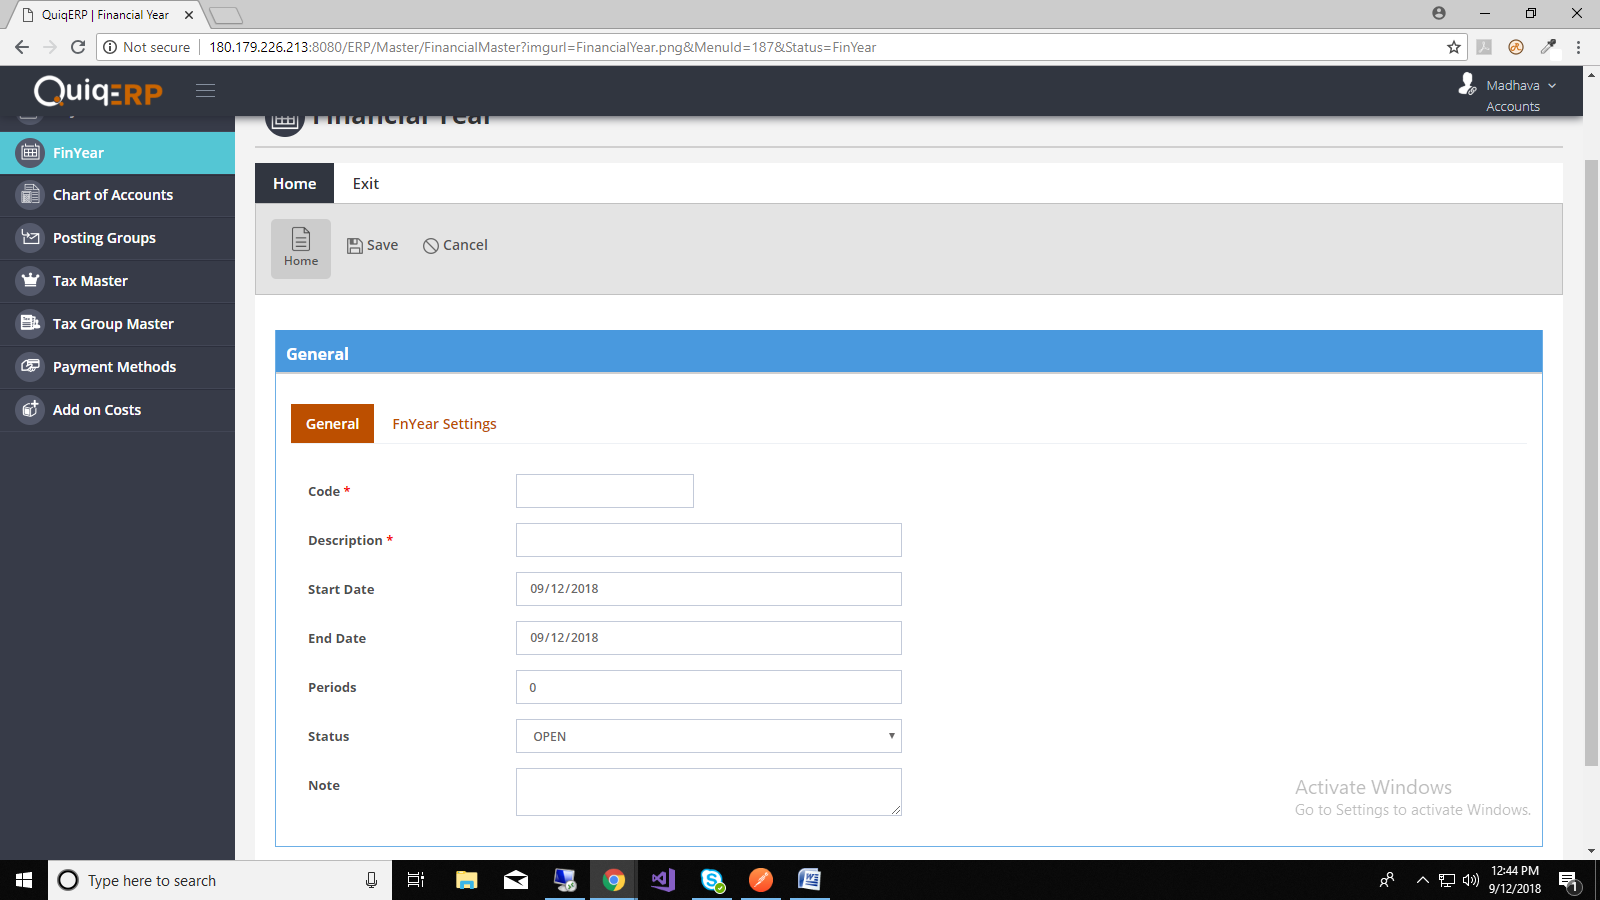 QuiqERP | Financial Year
Not secure
180.179.226.213:8080/ERP/Master/FinancialMaster?imgurl=FinancialYear.png&MenuId=187&Status=FinYear
QuiqERP
Madhava
Accounts
Financial Year
FinYear
Chart of Accounts
Posting Groups
Tax Master
Tax Group Master
Payment Methods
Add on Costs
Home Exit
Home
Save
Cancel
General
General FnYear Settings
Code *
Description *
Start Date 09/12/2018
End Date 09/12/2018
Periods 0
Status OPEN
Note
Activate Windows
Go to Settings to activate Windows.
Type here to search
12:44 PM
9/12/2018
1